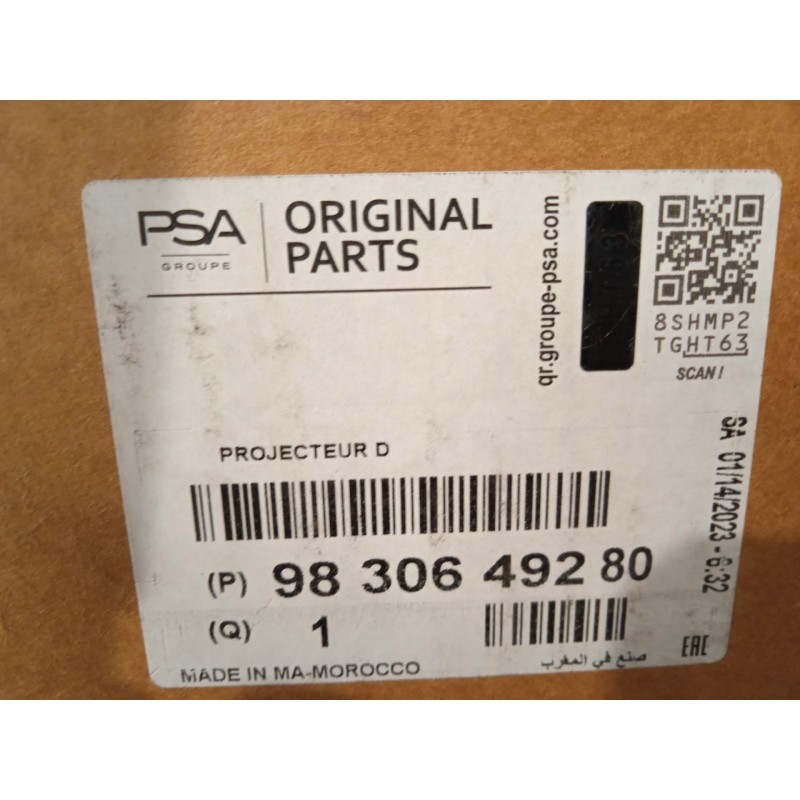 PSA
GROUPE
ORIGINAL
PARTS
qr.groupe-psa.com
8SHMP2
TGHT63
SCAN!
SA 01/14/2023 - 6:32
PROJECTEUR D
(P) 98 306 492 80
(Q) 1
MADE IN MA-MOROCCO
صنع في المغرب
EAC